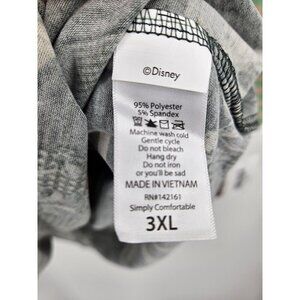 ©Disney
95% Polyester
5% Spandex
Machine wash cold
Gentle cycle
Do not bleach
Hang dry
Do not iron
or you'll be sad
MADE IN VIETNAM
RN#142161
Simply Comfortable
3XL